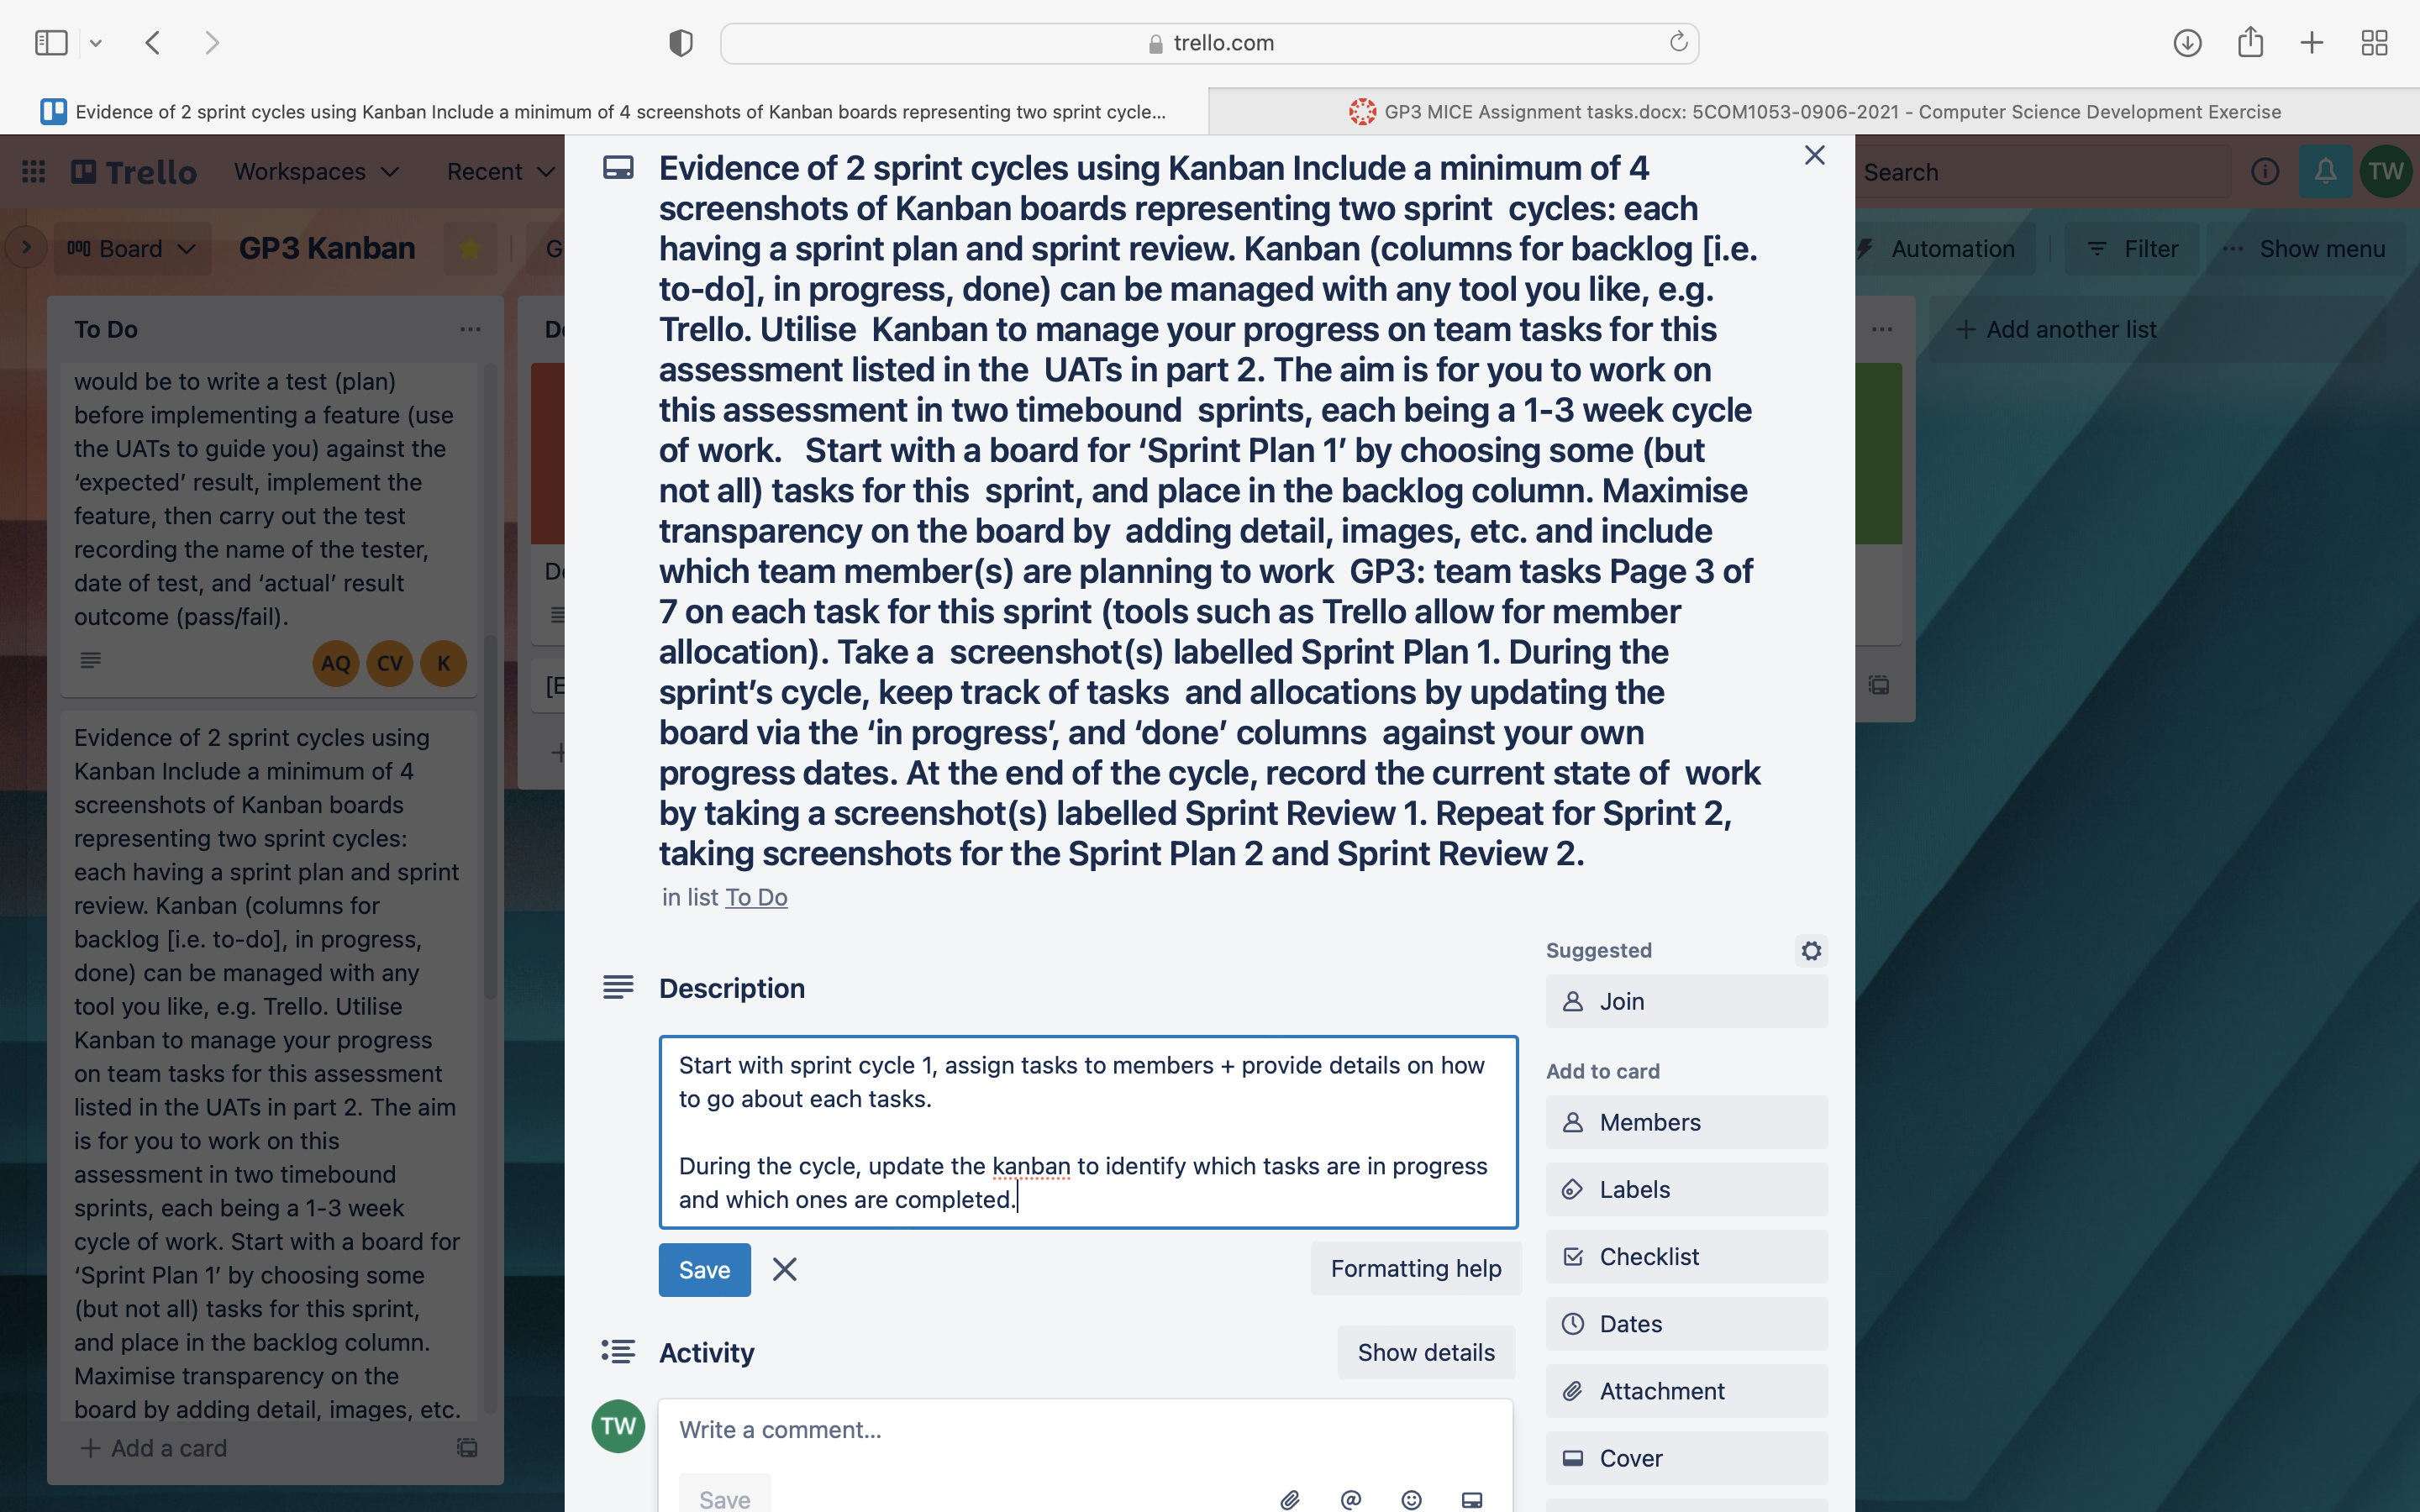 trello.com
Evidence of 2 sprint cycles using Kanban Include a minimum of 4 screenshots of Kanban boards representing two sprint cycle...
GP3 MICE Assignment tasks.docx: 5COM1053-0906-2021 - Computer Science Development Exercise
Trello
Workspaces
Recent
Search
TW
Board
GP3 Kanban
G
Automation
Filter
Show menu
To Do
would be to write a test (plan)
before implementing a feature (use
the UATs to guide you) against the
‘expected’ result, implement the
feature, then carry out the test
recording the name of the tester,
date of test, and ‘actual’ result
outcome (pass/fail).
AQ
CV
K
Evidence of 2 sprint cycles using
Kanban Include a minimum of 4
screenshots of Kanban boards
representing two sprint cycles:
each having a sprint plan and sprint
review. Kanban (columns for
backlog [i.e. to-do], in progress,
done) can be managed with any
tool you like, e.g. Trello. Utilise
Kanban to manage your progress
on team tasks for this assessment
listed in the UATs in part 2. The aim
is for you to work on this
assessment in two timebound
sprints, each being a 1-3 week
cycle of work. Start with a board for
‘Sprint Plan 1’ by choosing some
(but not all) tasks for this sprint,
and place in the backlog column.
Maximise transparency on the
board by adding detail, images, etc.
Add a card
Add another list
Evidence of 2 sprint cycles using Kanban Include a minimum of 4
screenshots of Kanban boards representing two sprint cycles: each
having a sprint plan and sprint review. Kanban (columns for backlog [i.e.
to-do], in progress, done) can be managed with any tool you like, e.g.
Trello. Utilise Kanban to manage your progress on team tasks for this
assessment listed in the UATs in part 2. The aim is for you to work on
this assessment in two timebound sprints, each being a 1-3 week cycle
of work. Start with a board for ‘Sprint Plan 1’ by choosing some (but
not all) tasks for this sprint, and place in the backlog column. Maximise
transparency on the board by adding detail, images, etc. and include
which team member(s) are planning to work GP3: team tasks Page 3 of
7 on each task for this sprint (tools such as Trello allow for member
allocation). Take a screenshot(s) labelled Sprint Plan 1. During the
sprint’s cycle, keep track of tasks and allocations by updating the
board via the ‘in progress’, and ‘done’ columns against your own
progress dates. At the end of the cycle, record the current state of work
by taking a screenshot(s) labelled Sprint Review 1. Repeat for Sprint 2,
taking screenshots for the Sprint Plan 2 and Sprint Review 2.
in list To Do
Description
Start with sprint cycle 1, assign tasks to members + provide details on how
to go about each tasks.
During the cycle, update the kanban to identify which tasks are in progress
and which ones are completed.
Save
Formatting help
Activity
Show details
TW
Write a comment...
Save
Suggested
Join
Add to card
Members
Labels
Checklist
Dates
Attachment
Cover